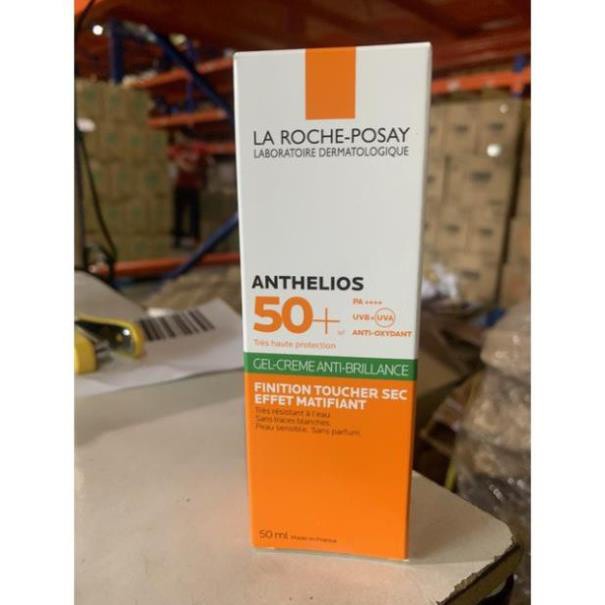 LA ROCHE-POSAY
LABORATOIRE DERMATOLOGIQUE
ANTHELIOS
50+
PA ++++
UVB+UVA
ANTI-OXYDANT
Très haute protection
GEL-CREME ANTI-BRILLANCE
FINITION TOUCHER SEC
EFFET MATIFIANT
Très résistant à l'eau
Sans traces blanches.
Peau sensible. Sans parfum.
50 ml Made in France